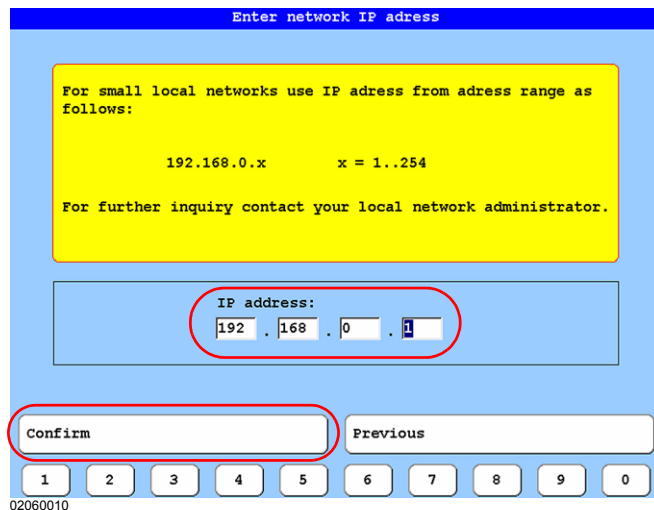 Enter network IP adress
For small local networks use IP adress from adress range as
follows:
192.168.0.x x = 1..254
For further inquiry contact your local network administrator.
IP address:
192 . 168 . 0 . 1
Confirm Previous
1 2 3 4 5 6 7 8 9 0
02060010